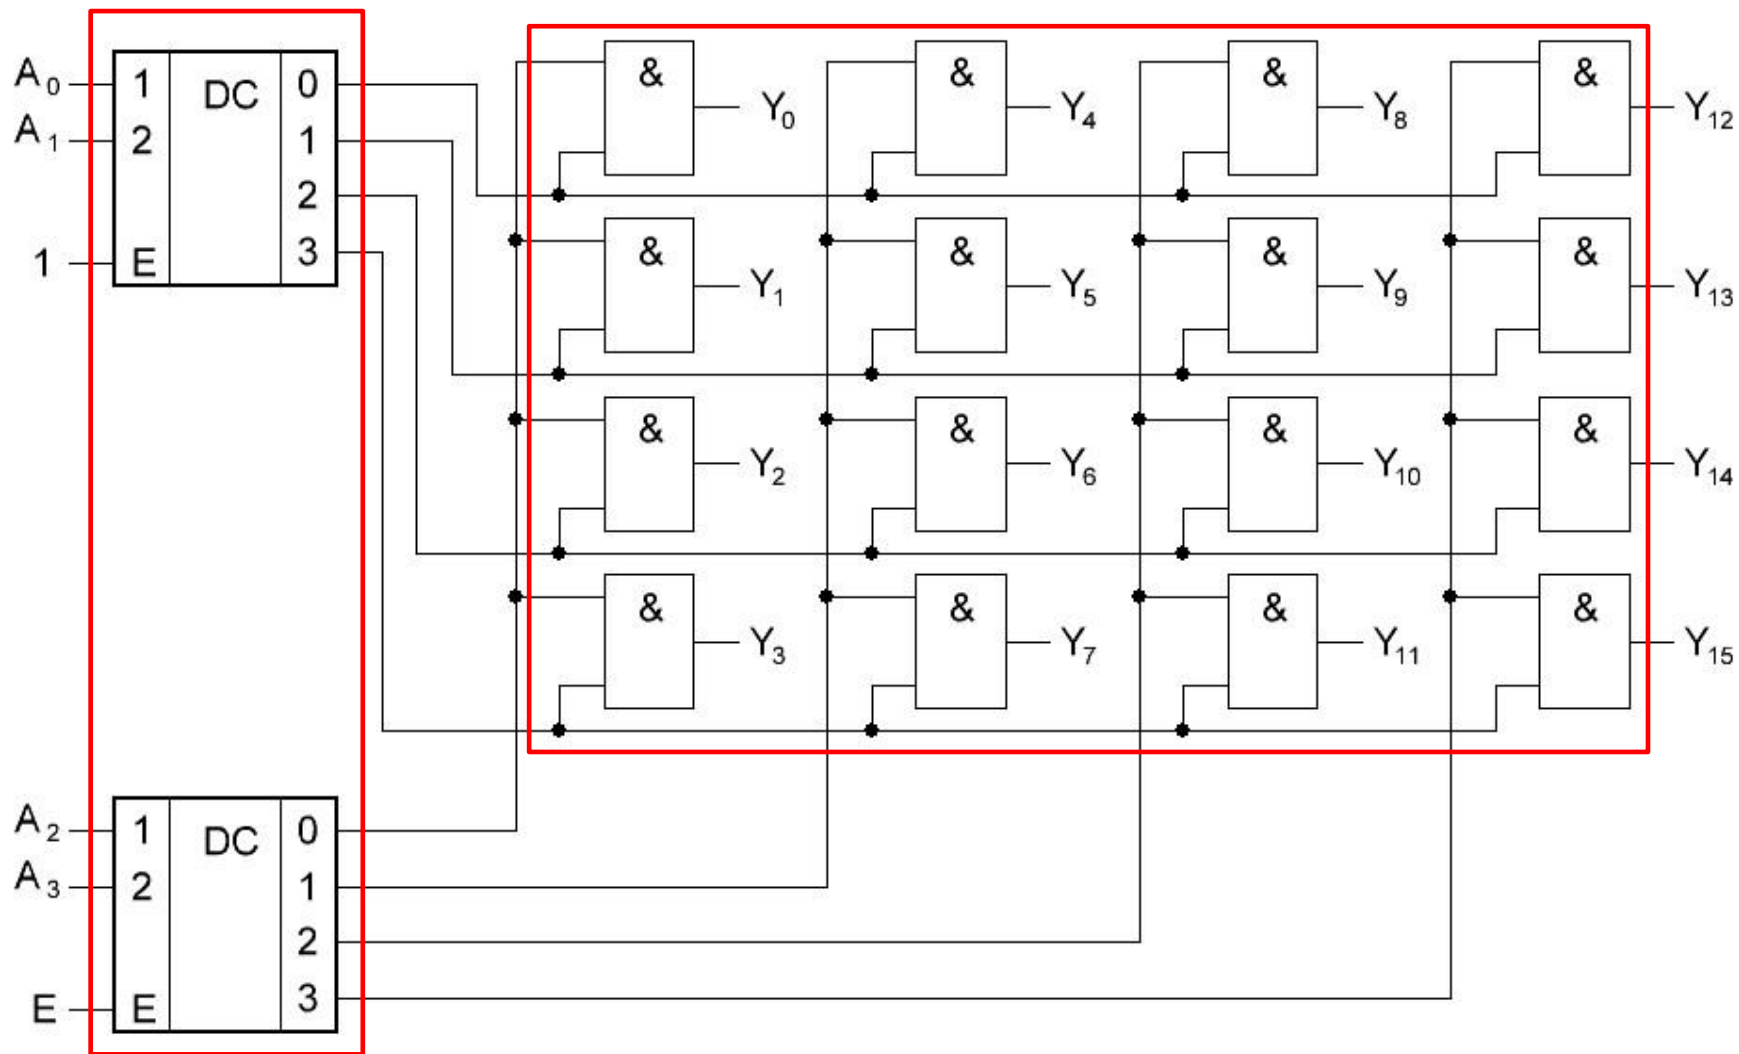 A0 1 DC 0 & Y0 & Y4 & Y8 & Y12
A1 2 1
2
1 E 3 & Y1 & Y5 & Y9 & Y13
& Y2 & Y6 & Y10 & Y14
& Y3 & Y7 & Y11 & Y15
A2 1 DC 0
A3 2 1
2
E E 3